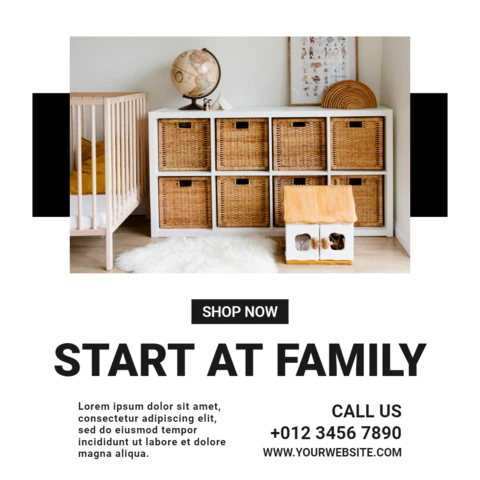 SHOP NOW
START AT FAMILY
Lorem ipsum dolor sit amet,
consectetur adipiscing elit,
sed do eiusmod tempor
incididunt ut labore et dolore
magna aliqua.
CALL US
+012 3456 7890
WWW.YOURWEBSITE.COM